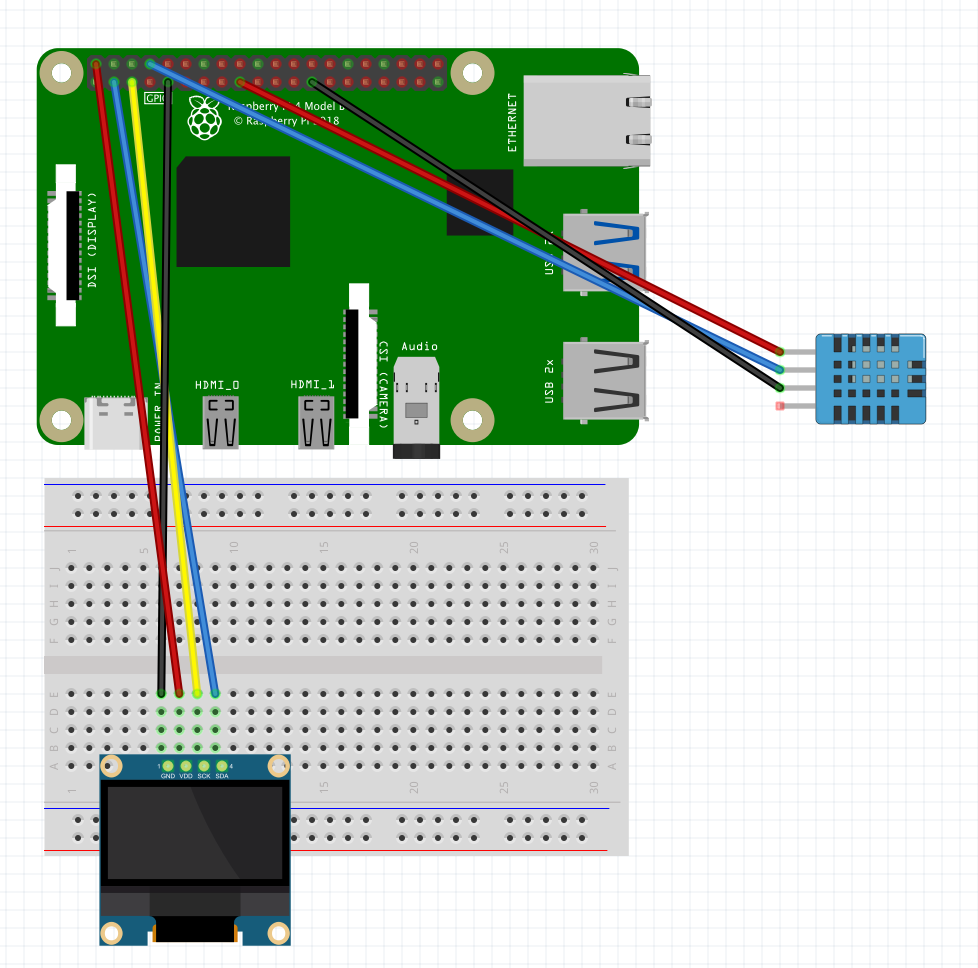 GPIO
Raspberry Pi 4 Model B
© Raspberry Pi 2018
ETHERNET
DSI (DISPLAY)
USB 2x
CSI (CAMERA)
Audio
HDMI_0
HDMI_1
POWER IN
1 5 10 15 20 25 30
J J
I I
H H
G G
F F
E E
D D
C C
B B
A A
1 4
GND VDD SCK SDA
1 15 20 25 30